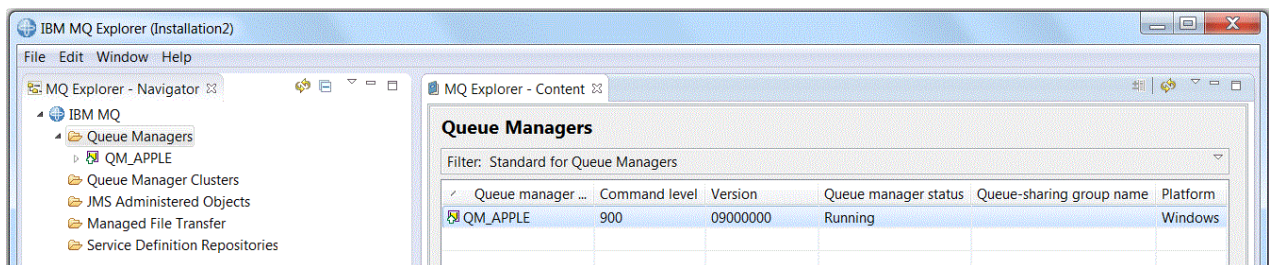 IBM MQ Explorer (Installation2)
File Edit Window Help
MQ Explorer - Navigator
IBM MQ
Queue Managers
QM_APPLE
Queue Manager Clusters
JMS Administered Objects
Managed File Transfer
Service Definition Repositories
MQ Explorer - Content
Queue Managers
Filter: Standard for Queue Managers
Queue manager ... Command level Version Queue manager status Queue-sharing group name Platform
QM_APPLE 900 09000000 Running Windows